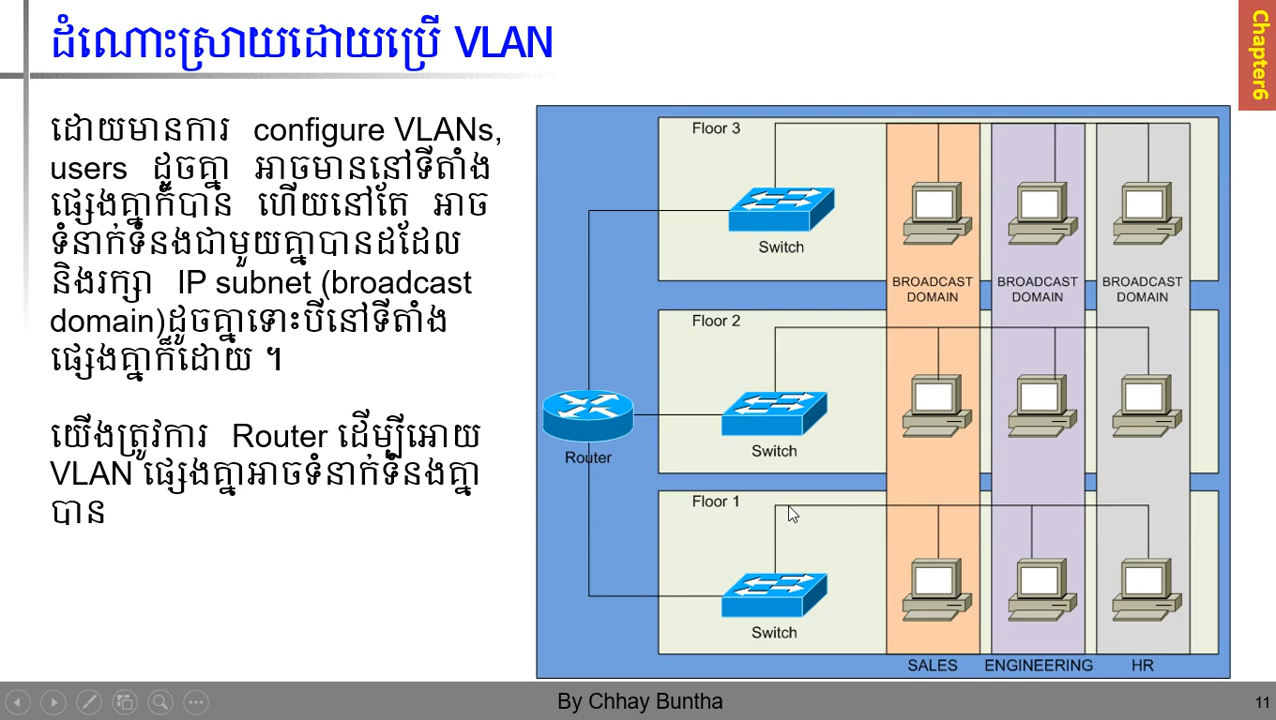 ដំណោះស្រាយដោយប្រើ VLAN
Chapter6
ដោយមានការ configure VLANs,
users ដូចគ្នា អាចមាននៅទីតាំង
ផ្សេងគ្នាក៏បាន ហើយនៅតែ អាច
ទំនាក់ទំនងជាមួយគ្នាបានដដែល
និងរក្សា IP subnet (broadcast
domain)ដូចគ្នាទោះបីនៅទីតាំង
ផ្សេងគ្នាក៏ដោយ ។
យើងត្រូវការ Router ដើម្បីអោយ
VLAN ផ្សេងគ្នាអាចទំនាក់ទំនងគ្នា
បាន
Floor 3
Switch
BROADCAST DOMAIN
BROADCAST DOMAIN
BROADCAST DOMAIN
Floor 2
Switch
Router
Floor 1
Switch
SALES
ENGINEERING
HR
By Chhay Buntha
11